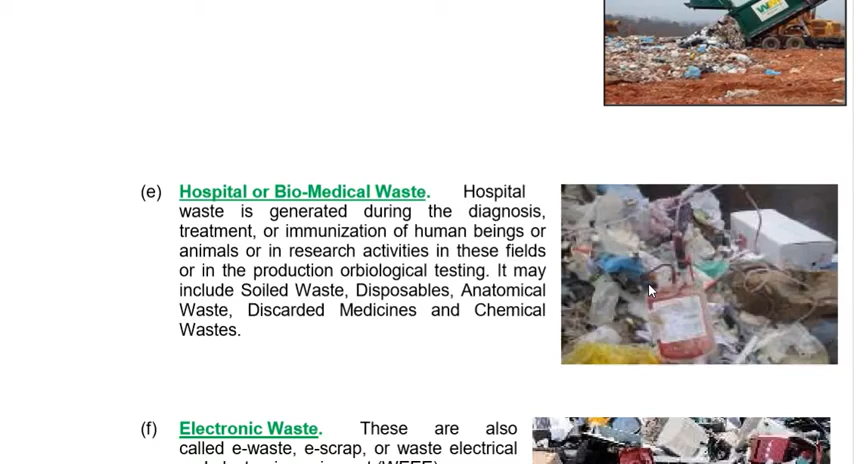 (e) Hospital or Bio-Medical Waste. Hospital
waste is generated during the diagnosis,
treatment, or immunization of human beings or
animals or in research activities in these fields
or in the production orbiological testing. It may
include Soiled Waste, Disposables, Anatomical
Waste, Discarded Medicines and Chemical
Wastes.
(f) Electronic Waste. These are also
called e-waste, e-scrap, or waste electrical